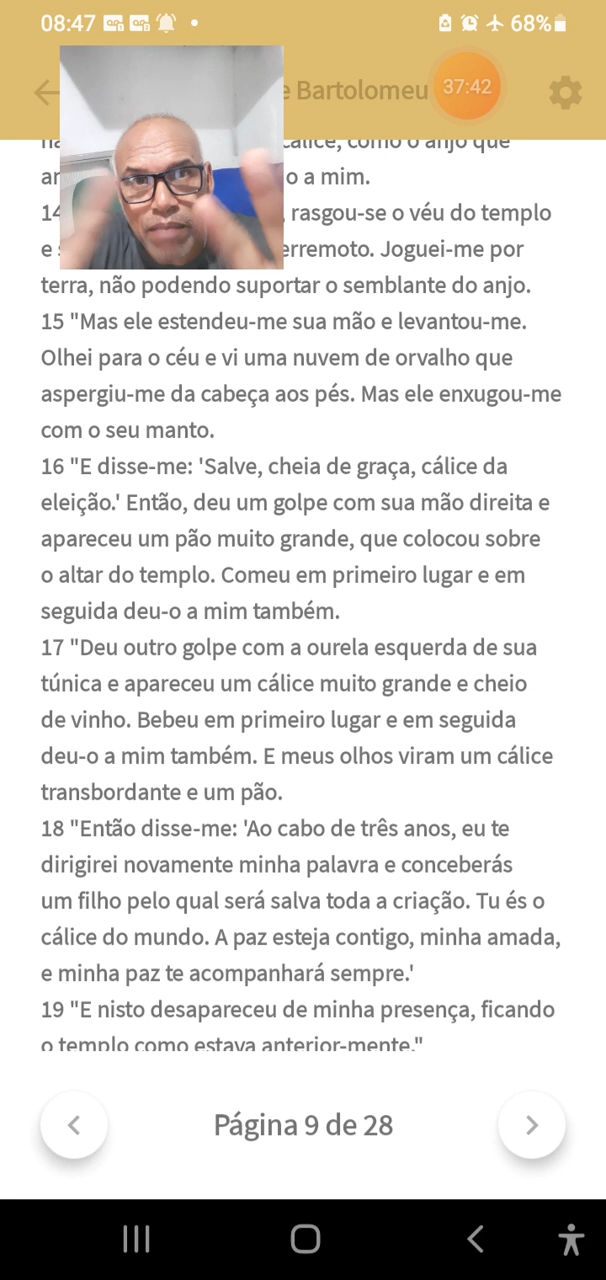 08:47 68%
e Bartolomeu 37:42
cálice, como o anjo que
o a mim.
14 rasgou-se o véu do templo
e erremoto. Joguei-me por
terra, não podendo suportar o semblante do anjo.
15 "Mas ele estendeu-me sua mão e levantou-me.
Olhei para o céu e vi uma nuvem de orvalho que
aspergiu-me da cabeça aos pés. Mas ele enxugou-me
com o seu manto.
16 "E disse-me: 'Salve, cheia de graça, cálice da
eleição.' Então, deu um golpe com sua mão direita e
apareceu um pão muito grande, que colocou sobre
o altar do templo. Comeu em primeiro lugar e em
seguida deu-o a mim também.
17 "Deu outro golpe com a ourela esquerda de sua
túnica e apareceu um cálice muito grande e cheio
de vinho. Bebeu em primeiro lugar e em seguida
deu-o a mim também. E meus olhos viram um cálice
transbordante e um pão.
18 "Então disse-me: 'Ao cabo de três anos, eu te
dirigirei novamente minha palavra e conceberás
um filho pelo qual será salva toda a criação. Tu és o
cálice do mundo. A paz esteja contigo, minha amada,
e minha paz te acompanhará sempre.'
19 "E nisto desapareceu de minha presença, ficando
o templo como estava anterior-mente."
Página 9 de 28